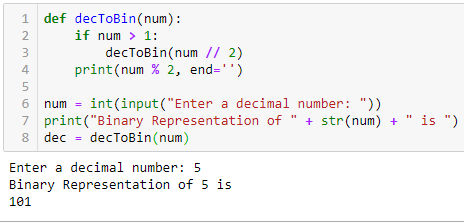 1 def decToBin(num):
2     if num > 1:
3         decToBin(num // 2)
4     print(num % 2, end='')
5
6 num = int(input("Enter a decimal number: "))
7 print("Binary Representation of " + str(num) + " is ")
8 dec = decToBin(num)
Enter a decimal number: 5
Binary Representation of 5 is
101